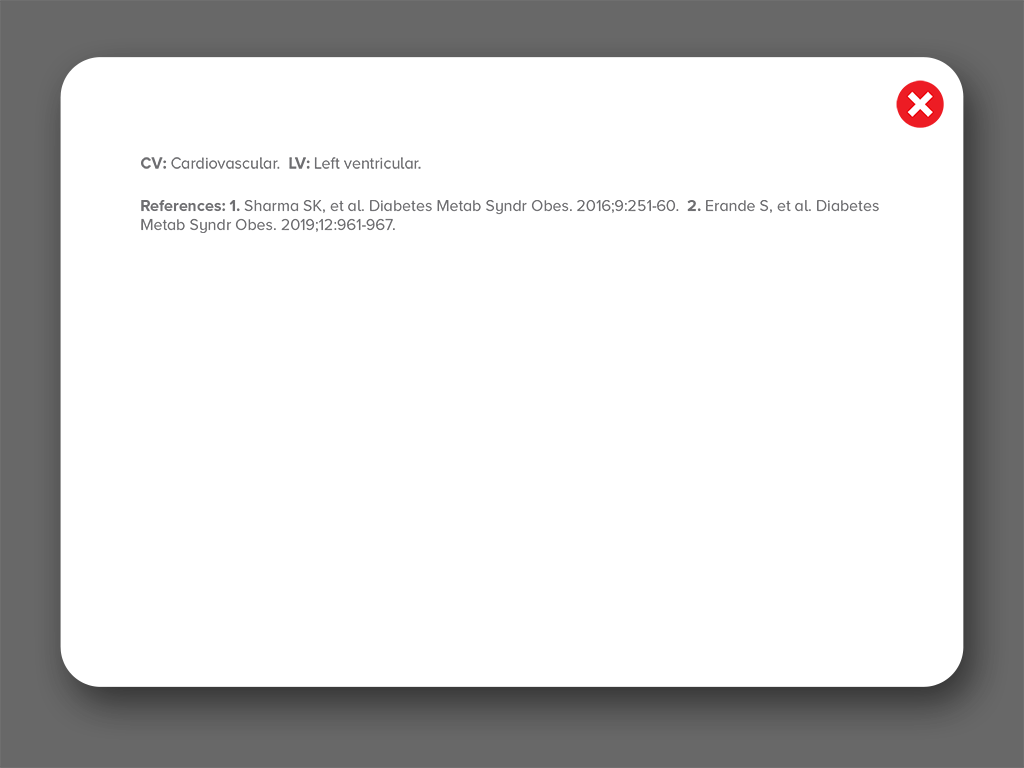 CV: Cardiovascular.  LV: Left ventricular.
References: 1. Sharma SK, et al. Diabetes Metab Syndr Obes. 2016;9:251-60.  2. Erande S, et al. Diabetes
Metab Syndr Obes. 2019;12:961-967.